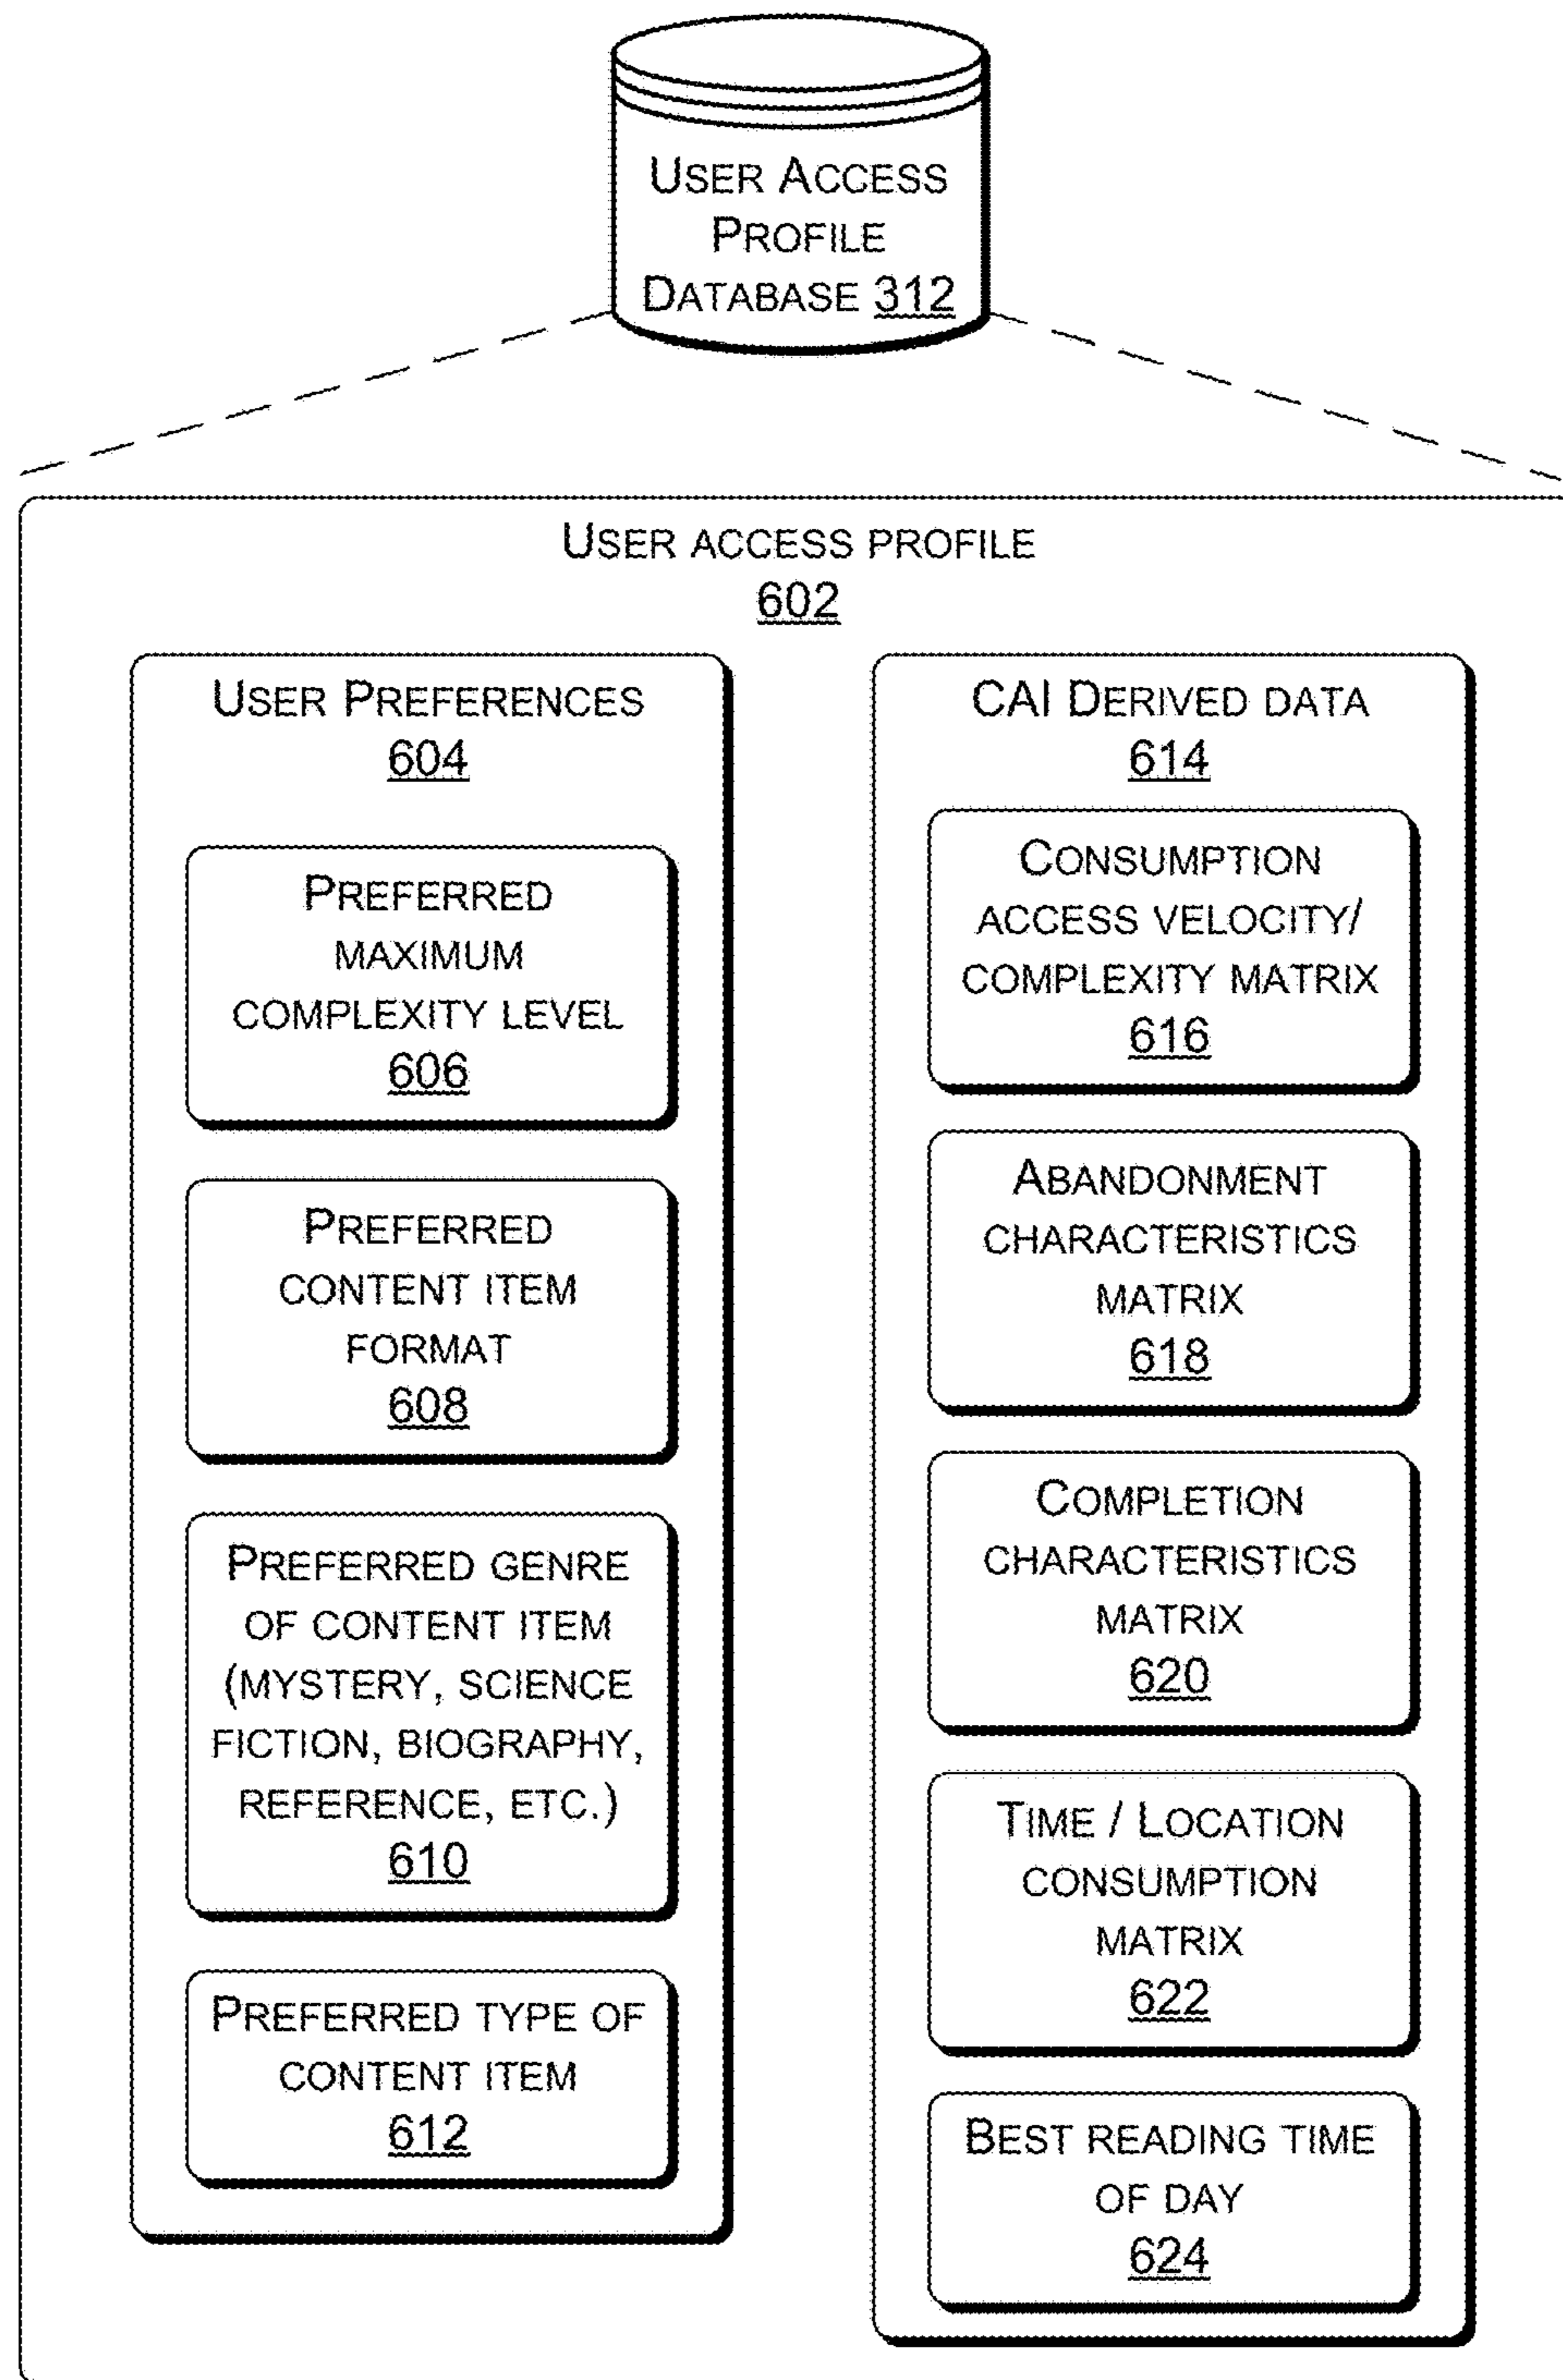 USER ACCESS
PROFILE
DATABASE 312
USER ACCESS PROFILE
602
USER PREFERENCES
604
PREFERRED
MAXIMUM
COMPLEXITY LEVEL
606
PREFERRED
CONTENT ITEM
FORMAT
608
PREFERRED GENRE
OF CONTENT ITEM
(MYSTERY, SCIENCE
FICTION, BIOGRAPHY,
REFERENCE, ETC.)
610
PREFERRED TYPE OF
CONTENT ITEM
612
CAI DERIVED DATA
614
CONSUMPTION
ACCESS VELOCITY/
COMPLEXITY MATRIX
616
ABANDONMENT
CHARACTERISTICS
MATRIX
618
COMPLETION
CHARACTERISTICS
MATRIX
620
TIME / LOCATION
CONSUMPTION
MATRIX
622
BEST READING TIME
OF DAY
624